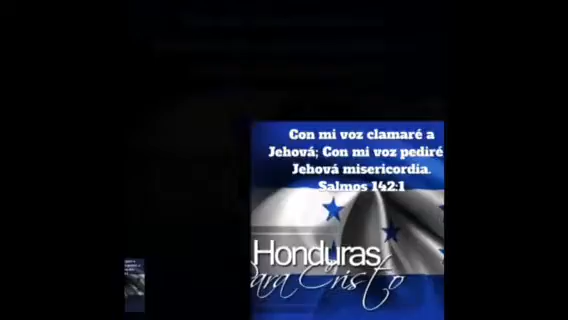 Con mi voz clamaré a
Jehová; Con mi voz pediré
Jehová misericordia.
Salmos 142:1
Honduras
para Cristo